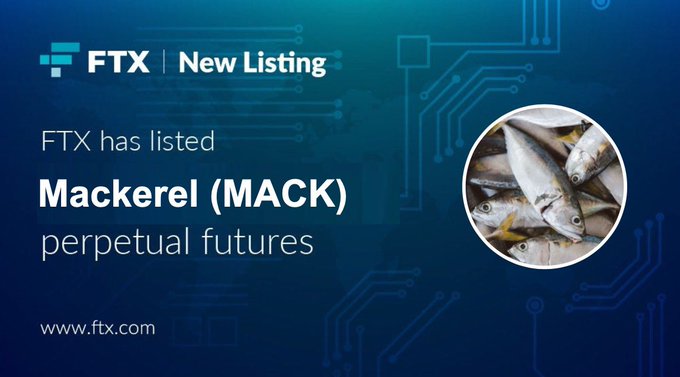 FTX | New Listing
FTX has listed
Mackerel (MACK)
perpetual futures
www.ftx.com